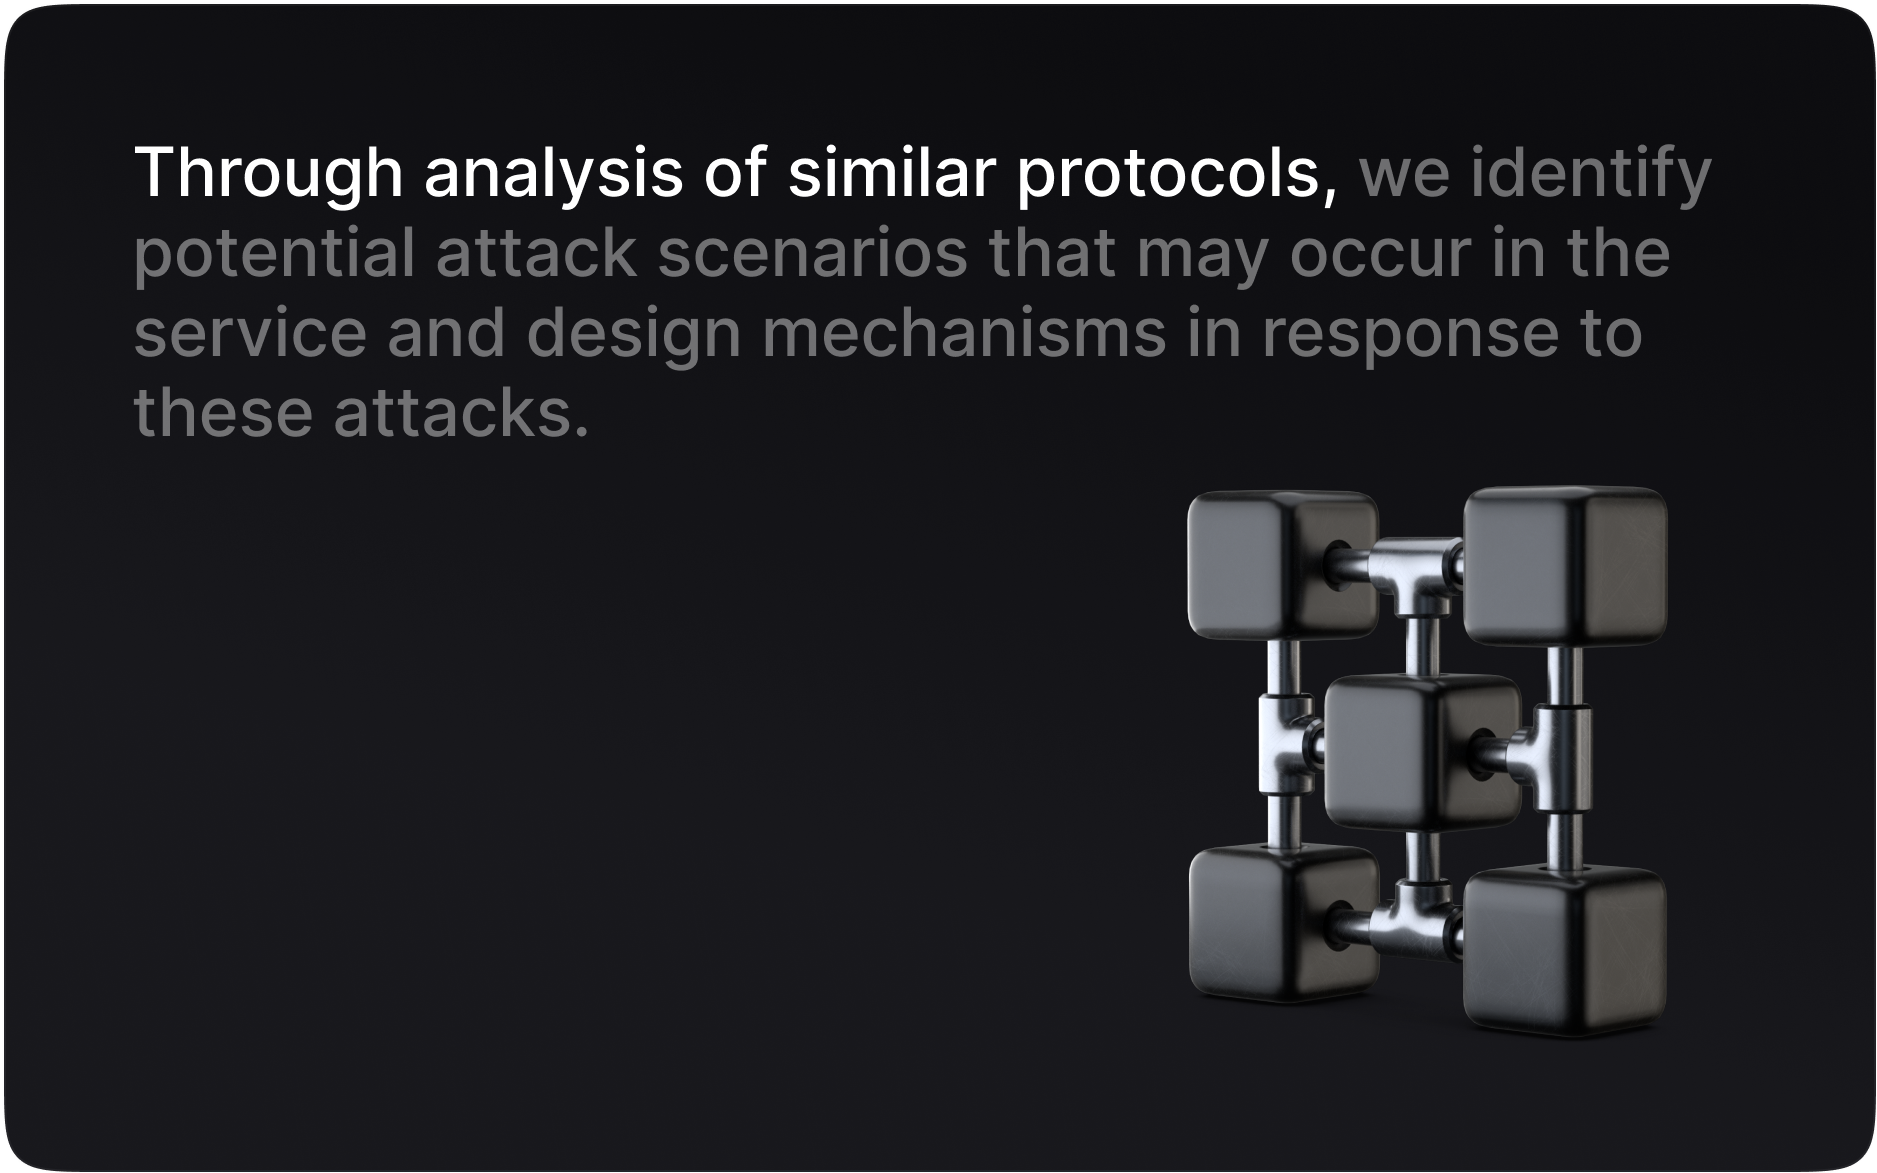 Through analysis of similar protocols, we identify
potential attack scenarios that may occur in the
service and design mechanisms in response to
these attacks.